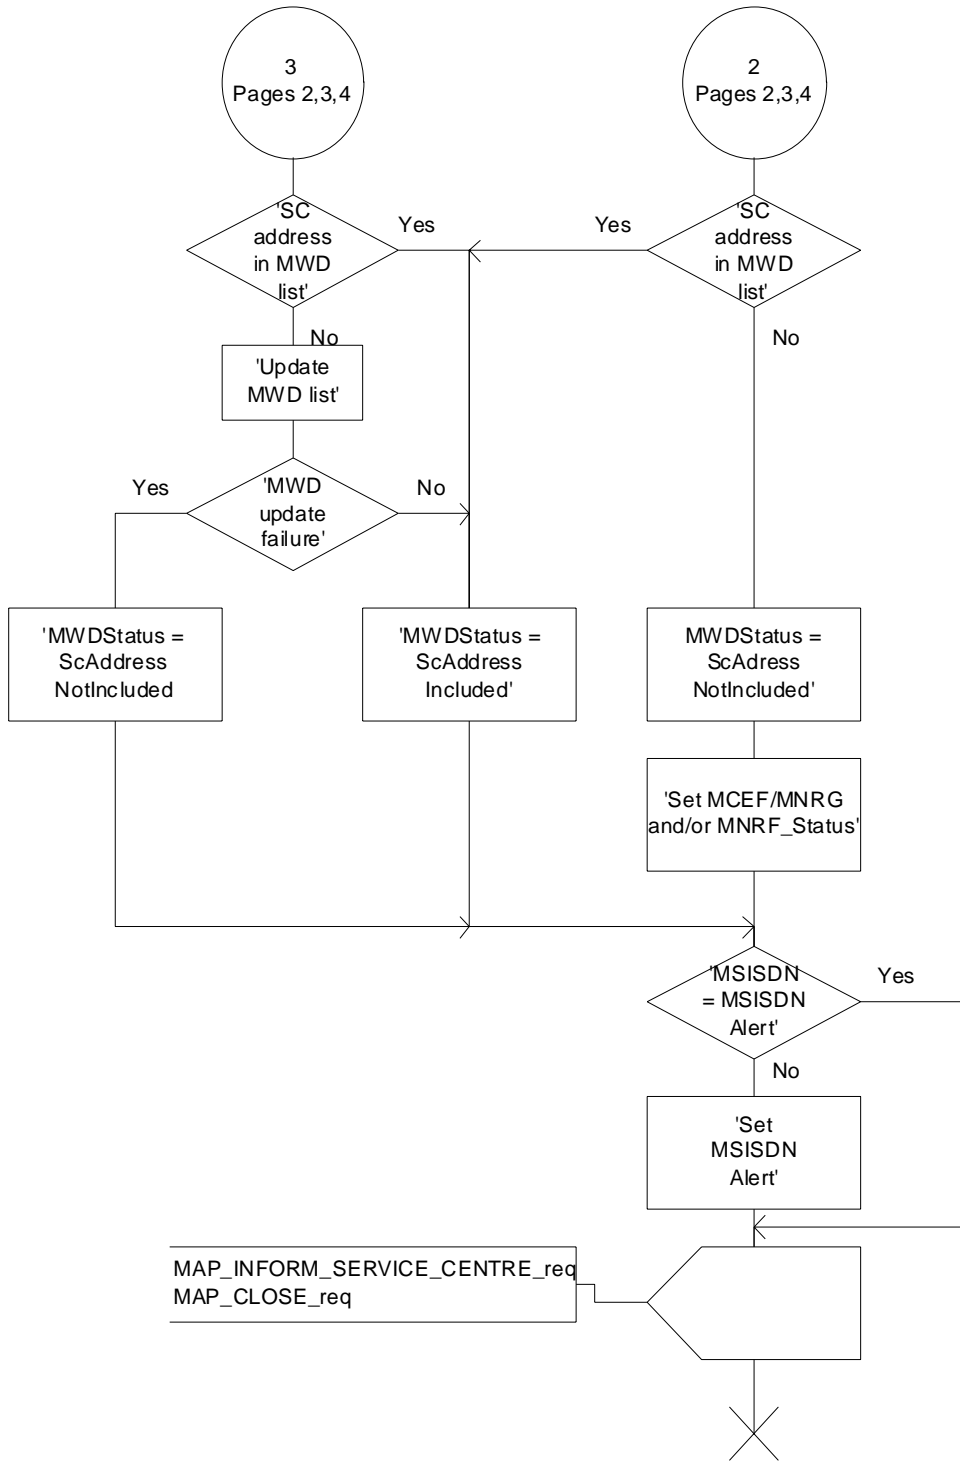 3
Pages 2,3,4
2
Pages 2,3,4
'SC
address
in MWD
list'
Yes
Yes
'SC
address
in MWD
list'
No
No
'Update
MWD list'
Yes
'MWD
update
failure'
No
'MWDStatus =
ScAddress
NotIncluded
'MWDStatus =
ScAddress
Included'
MWDStatus =
ScAdress
NotIncluded'
'Set MCEF/MNRG
and/or MNRF_Status'
'MSISDN
= MSISDN
Alert'
Yes
No
'Set
MSISDN
Alert'
MAP_INFORM_SERVICE_CENTRE_req
MAP_CLOSE_req